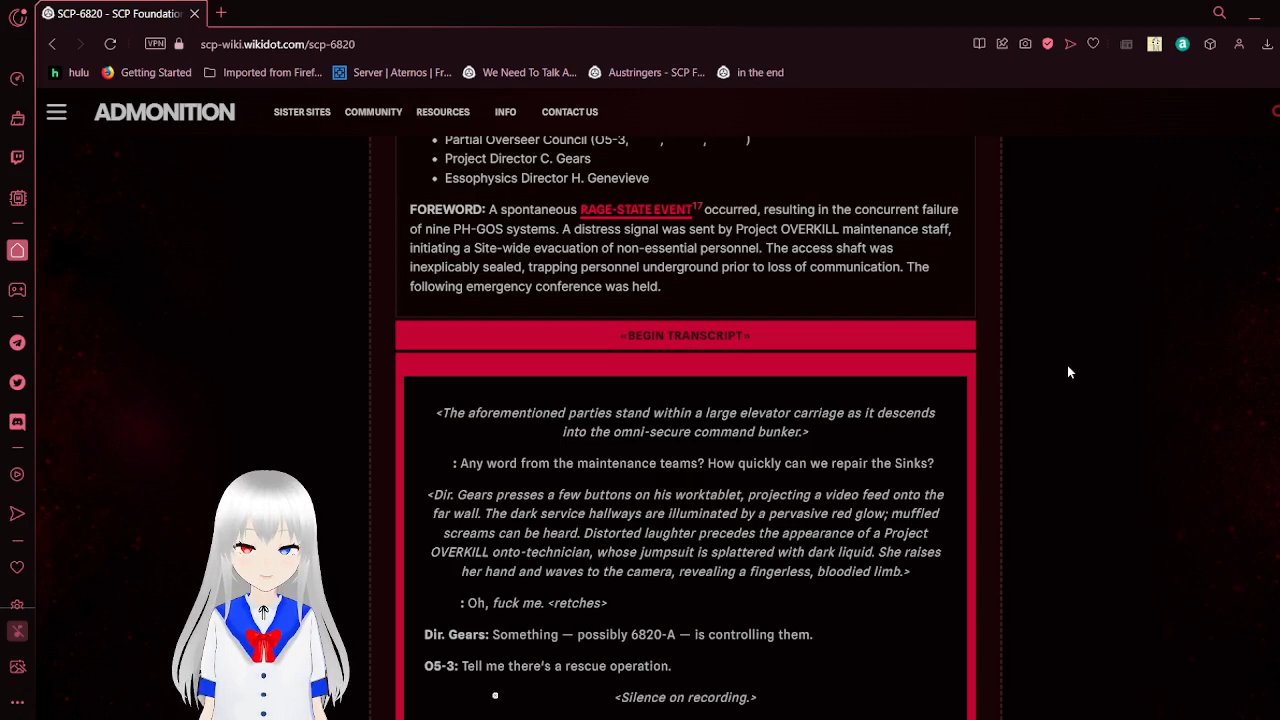 SCP-6820 - SCP Foundation
scp-wiki.wikidot.com/scp-6820
VPN
hulu
Getting Started
Imported from Firef...
Server | Aternos | Fr...
We Need To Talk A...
Austringers - SCP F...
in the end
ADMONITION
SISTER SITES
COMMUNITY
RESOURCES
INFO
CONTACT US
• Partial Overseer Council (O5-3, , , )
• Project Director C. Gears
• Essophysics Director H. Genevieve
FOREWORD: A spontaneous RAGE-STATE EVENT17 occurred, resulting in the concurrent failure
of nine PH-GOS systems. A distress signal was sent by Project OVERKILL maintenance staff,
initiating a Site-wide evacuation of non-essential personnel. The access shaft was
inexplicably sealed, trapping personnel underground prior to loss of communication. The
following emergency conference was held.
«BEGIN TRANSCRIPT»
<The aforementioned parties stand within a large elevator carriage as it descends
into the omni-secure command bunker.>
: Any word from the maintenance teams? How quickly can we repair the Sinks?
<Dir. Gears presses a few buttons on his worktablet, projecting a video feed onto the
far wall. The dark service hallways are illuminated by a pervasive red glow; muffled
screams can be heard. Distorted laughter precedes the appearance of a Project
OVERKILL onto-technician, whose jumpsuit is splattered with dark liquid. She raises
her hand and waves to the camera, revealing a fingerless, bloodied limb.>
: Oh, fuck me. <retches>
Dir. Gears: Something — possibly 6820-A — is controlling them.
O5-3: Tell me there's a rescue operation.
<Silence on recording.>